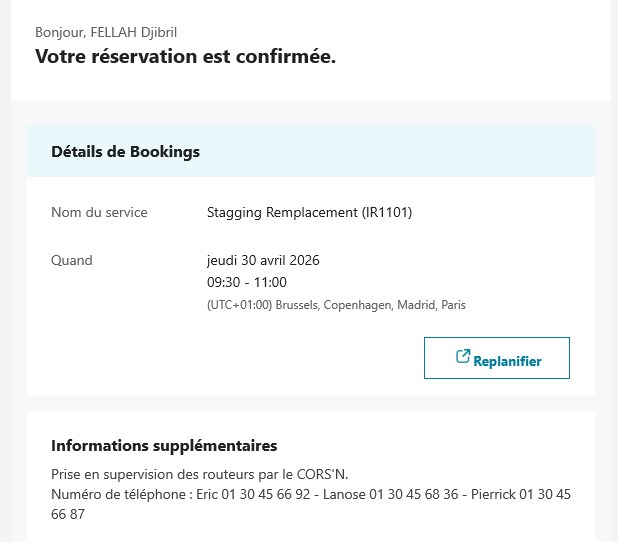 Bonjour, FELLAH Djibril
Votre réservation est confirmée.
Détails de Bookings
Nom du service Stagging Remplacement (IR1101)
Quand jeudi 30 avril 2026
09:30 - 11:00
(UTC+01:00) Brussels, Copenhagen, Madrid, Paris
Replanifier
Informations supplémentaires
Prise en supervision des routeurs par le CORS'N.
Numéro de téléphone : Eric 01 30 45 66 92 - Lanose 01 30 45 68 36 - Pierrick 01 30 45
66 87